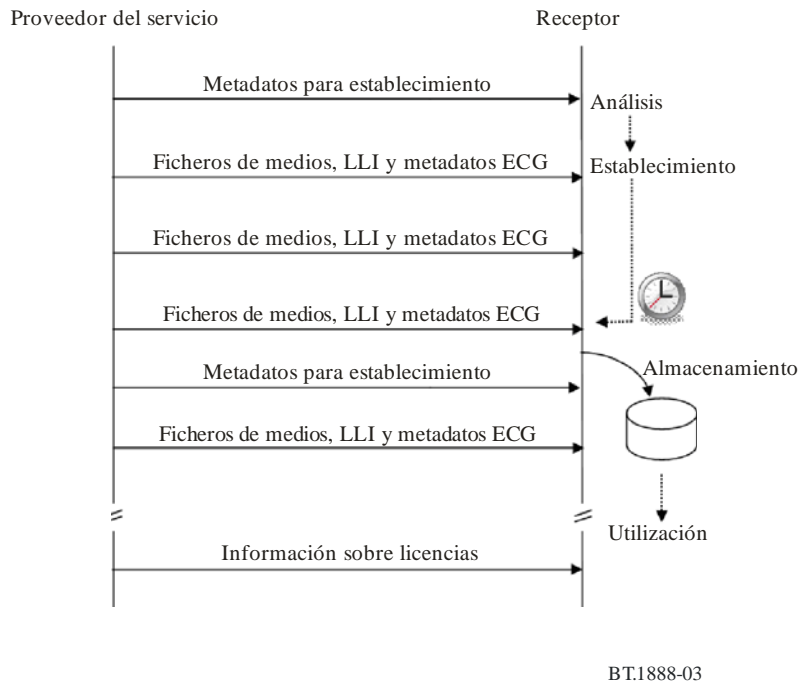 Proveedor del servicio
Receptor
Metadatos para establecimiento
Análisis
Ficheros de medios, LLI y metadatos ECG
Establecimiento
Ficheros de medios, LLI y metadatos ECG
Ficheros de medios, LLI y metadatos ECG
Almacenamiento
Metadatos para establecimiento
Ficheros de medios, LLI y metadatos ECG
Utilización
Información sobre licencias
BT.1888-03